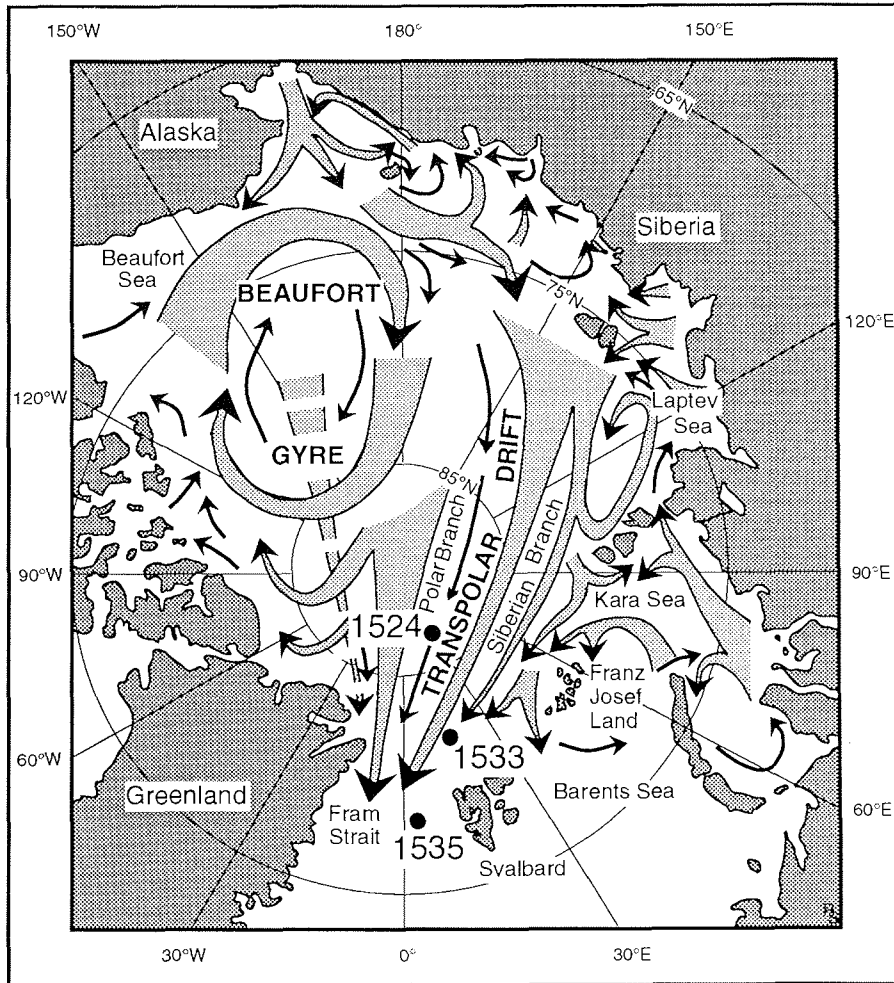 150°W
180°
150°E
65°N
Alaska
Siberia
Beaufort
Sea
BEAUFORT
75°N
120°E
120°W
Laptev
Sea
GYRE
85°N
DRIFT
Polar Branch
Siberian Branch
TRANSPOLAR
90°W
90°E
Kara Sea
1524
Franz
Josef
Land
60°W
1533
Greenland
Barents Sea
60°E
Fram
Strait
1535
Svalbard
30°W
0°
30°E